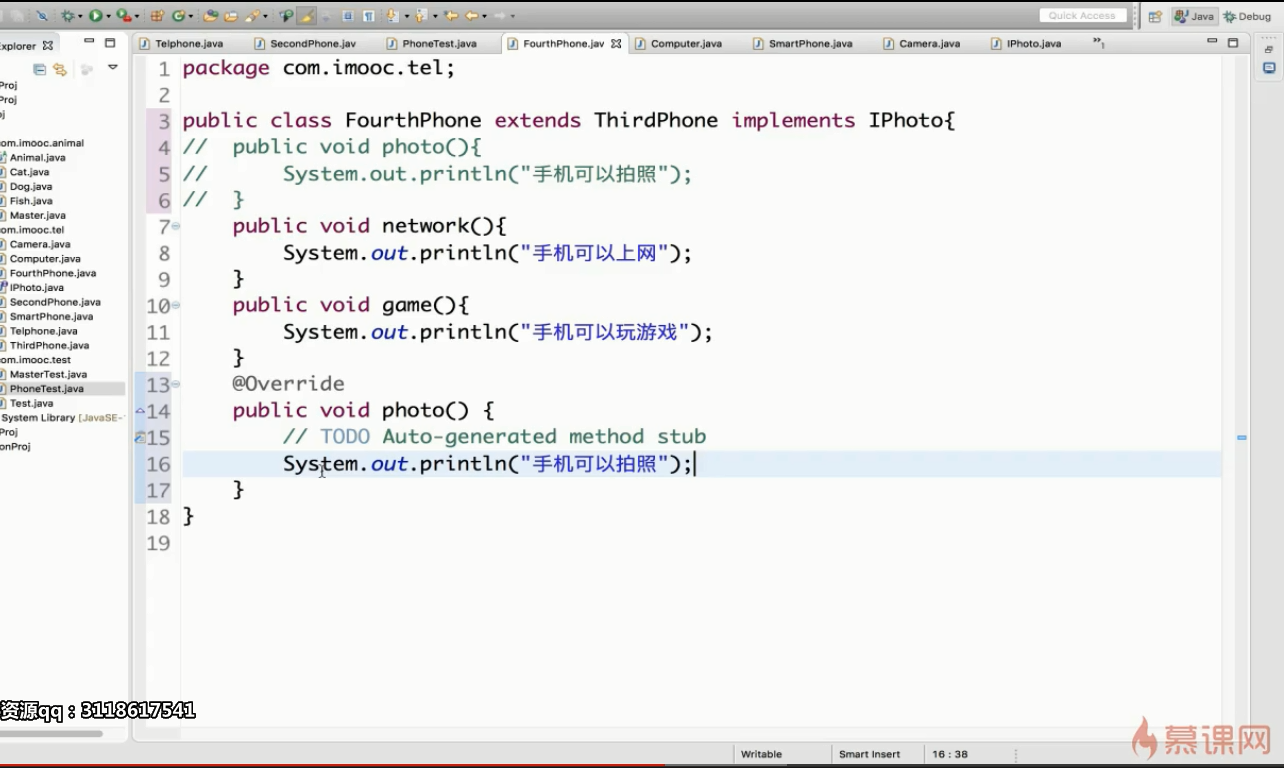 Quick Access
Java
Debug
Explorer
Telphone.java
SecondPhone.jav
PhoneTest.java
FourthPhone.jav
Computer.java
SmartPhone.java
Camera.java
IPhoto.java
»1
Proj
Proj
oj
om.imooc.animal
Animal.java
Cat.java
Dog.java
Fish.java
Master.java
om.imooc.tel
Camera.java
Computer.java
FourthPhone.java
IPhoto.java
SecondPhone.java
SmartPhone.java
Telphone.java
ThirdPhone.java
om.imooc.test
MasterTest.java
PhoneTest.java
Test.java
System Library [JavaSE-
Proj
onProj
1 package com.imooc.tel;
2
3 public class FourthPhone extends ThirdPhone implements IPhoto{
4 // public void photo(){
5 // System.out.println("手机可以拍照");
6 // }
7 public void network(){
8 System.out.println("手机可以上网");
9 }
10 public void game(){
11 System.out.println("手机可以玩游戏");
12 }
13 @Override
14 public void photo() {
15 // TODO Auto-generated method stub
16 System.out.println("手机可以拍照");
17 }
18 }
19
资源qq：3118617541
慕课网
Writable
Smart Insert
16 : 38